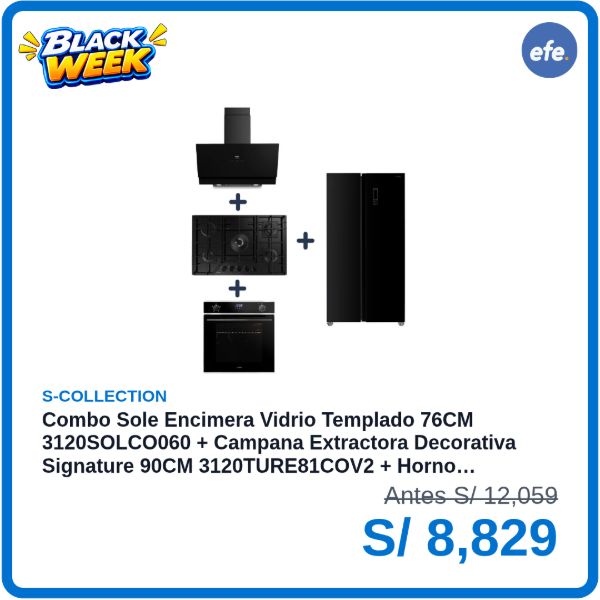 BLACK
WEEK
efe.
S-COLLECTION
Combo Sole Encimera Vidrio Templado 76CM
3120SOLCO060 + Campana Extractora Decorativa
Signature 90CM 3120TURE81COV2 + Horno...
Antes S/ 12,059
S/ 8,829